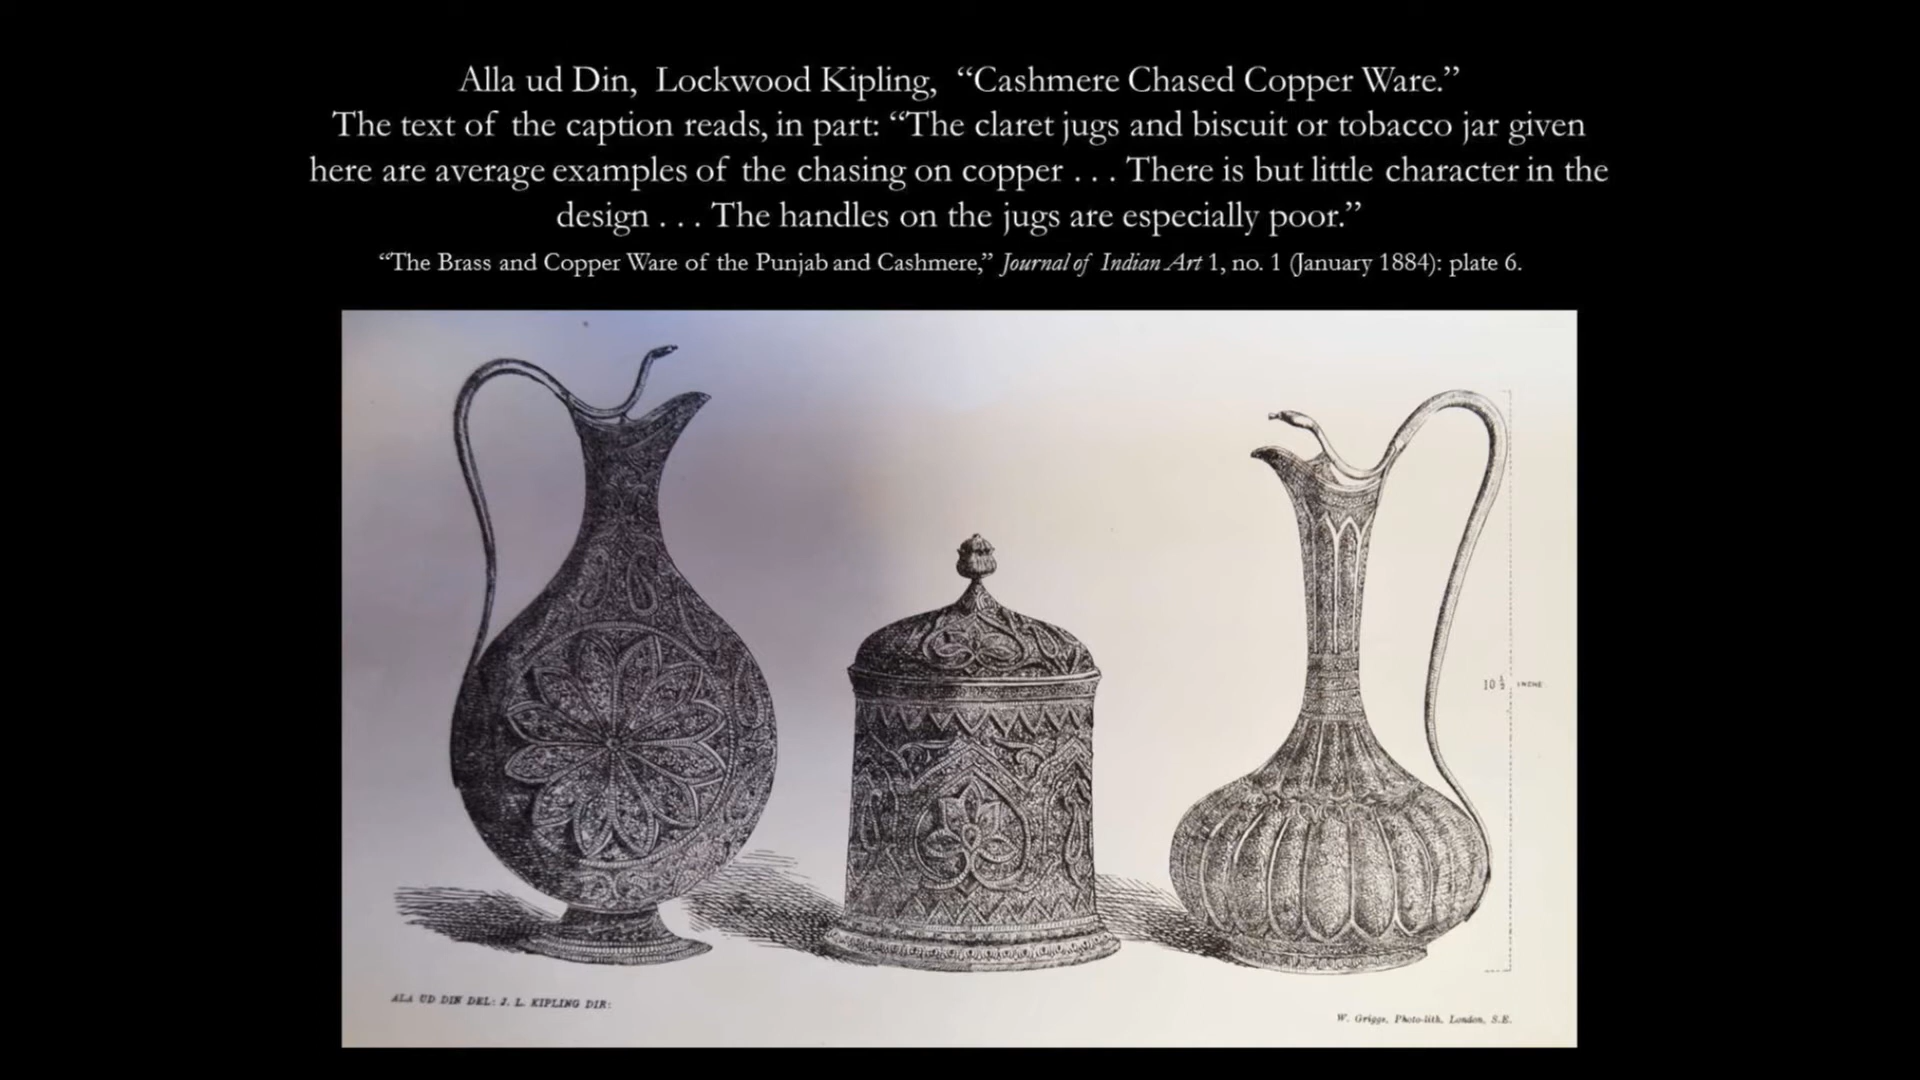 Alla ud Din, Lockwood Kipling, “Cashmere Chased Copper Ware.”
The text of the caption reads, in part: “The claret jugs and biscuit or tobacco jar given
here are average examples of the chasing on copper . . . There is but little character in the
design . . . The handles on the jugs are especially poor.”
“The Brass and Copper Ware of the Punjab and Cashmere,” Journal of Indian Art 1, no. 1 (January 1884): plate 6.
10 ½ INCHE
ALA UD DIN DEL: J. L. KIPLING DIR:
W. Griggs, Photo-lith, London, S.E.